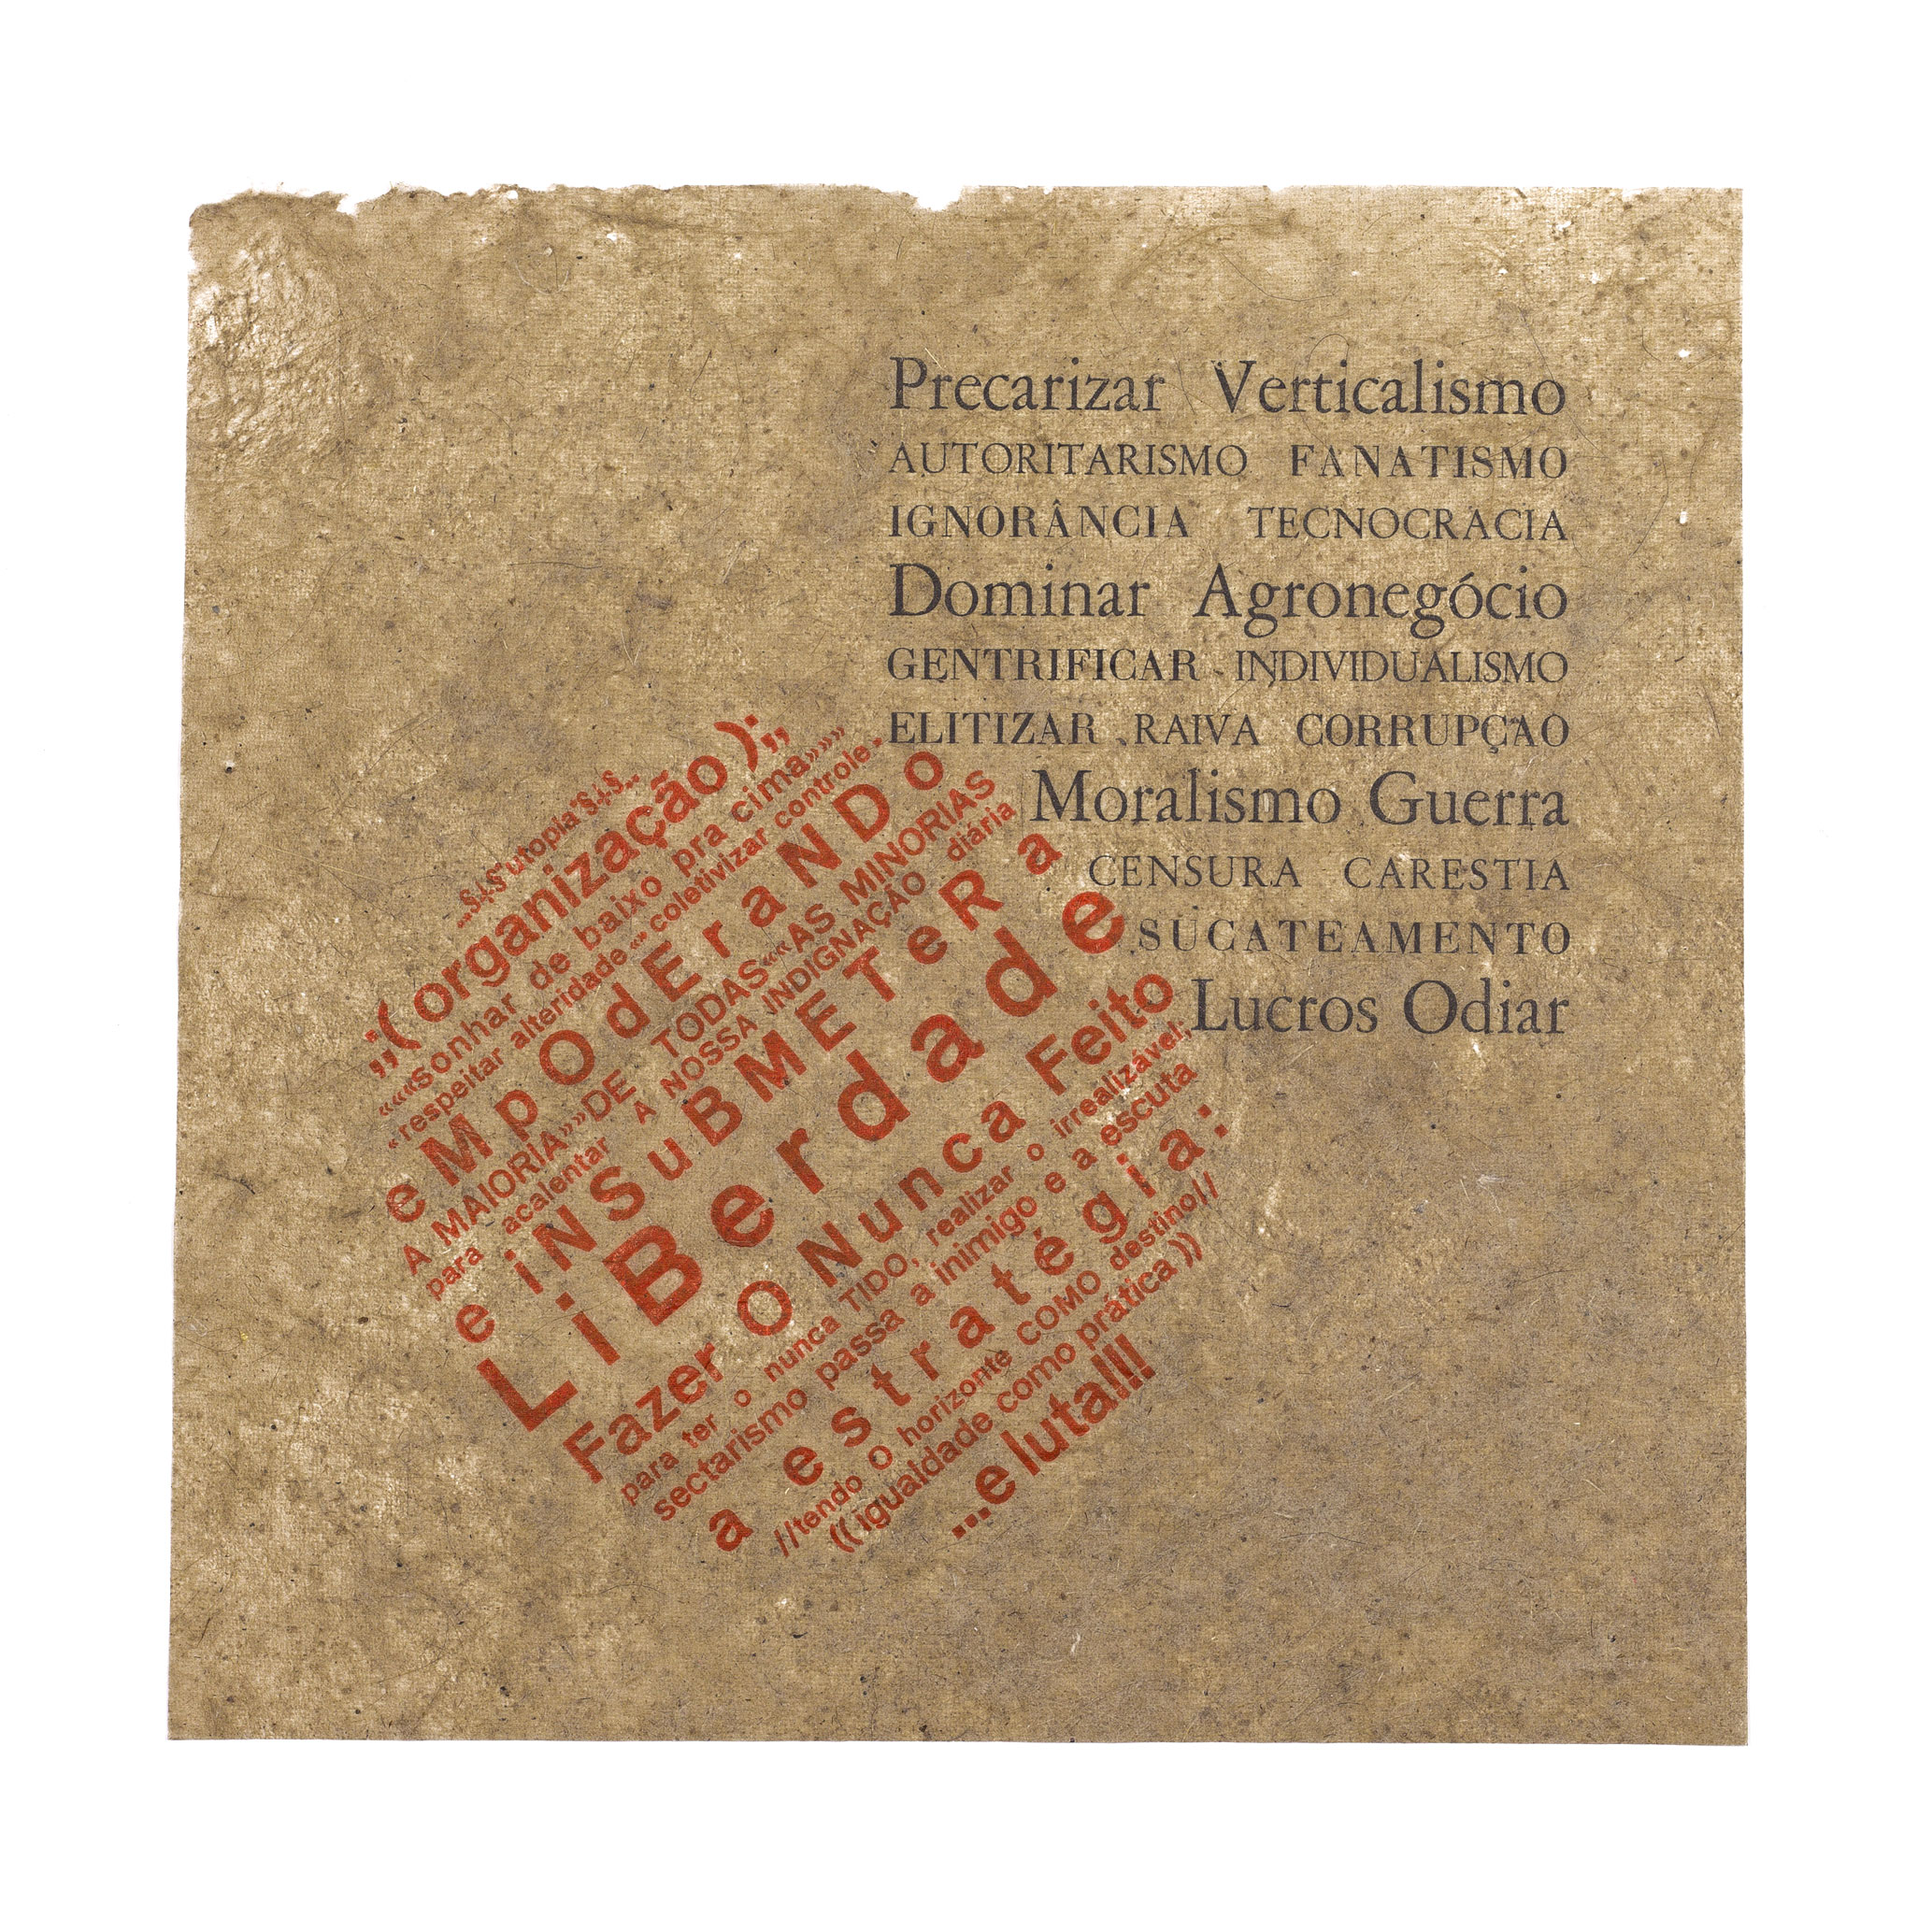 Precarizar Verticalismo
AUTORITARISMO FANATISMO
IGNORÂNCIA TECNOCRACIA
Dominar Agronegócio
GENTRIFICAR INDIVIDUALISMO
ELITIZAR RAIVA CORRUPÇÃO
Moralismo Guerra
CENSURA CARESTIA
SUCATEAMENTO
Lucros Odiar
utopia
;,(organização);,
«««sonhar de baixo pra cima»»»
«respeitar alteridade «» coletivizar controle»
eMpOdEraNDo
A MAIORIA»»DE TODAS««AS MINORIAS
para acalentar A NOSSA INDIGNAÇÃO diária
e iNSuBMETeRa
LiBerdade
Fazer O Nunca Feito
para ter o nunca TIDO, realizar o irrealizável;
sectarismo passa a inimigo e a escuta
a estratégia:
//tendo O horizonte COMO destino//
((igualdade como prática))
...e luta!!!